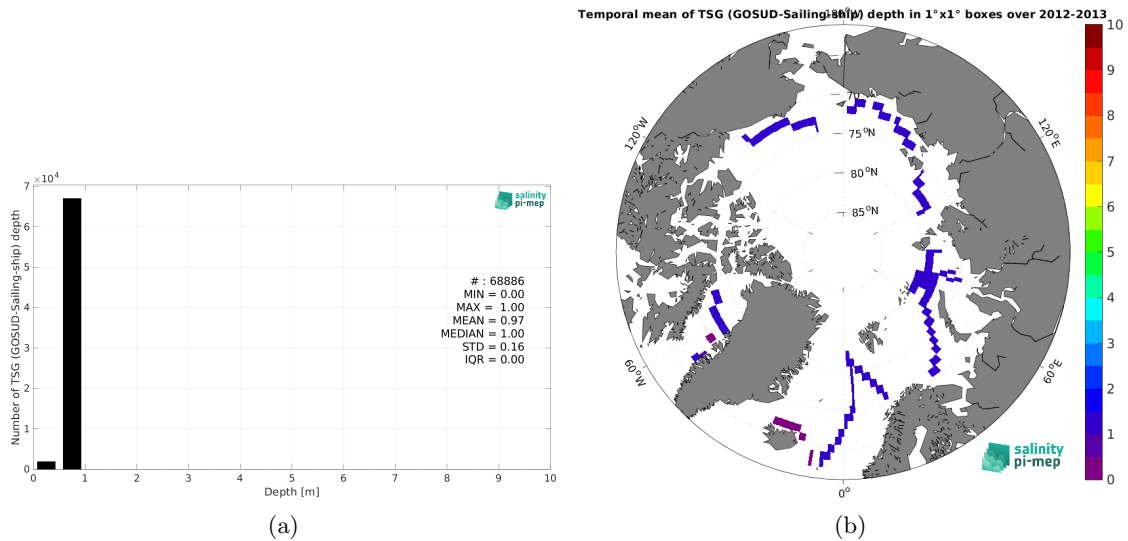 Temporal mean of TSG (GOSUD-Sailing-ship) depth in 1°x1° boxes over 2012-2013
180°W
120°W
120°E
60°W
60°E
0°
70
75°N
80°N
85°N
10
9
8
7
6
5
4
3
2
1
0
salinity
pi-mep
×10⁴
7
6
5
4
3
2
1
0
Number of TSG (GOSUD-Sailing-ship) depth
salinity
pi-mep
# : 68886
MIN = 0.00
MAX = 1.00
MEAN = 0.97
MEDIAN = 1.00
STD = 0.16
IQR = 0.00
0 1 2 3 4 5 6 7 8 9 10
Depth [m]
(a)
(b)